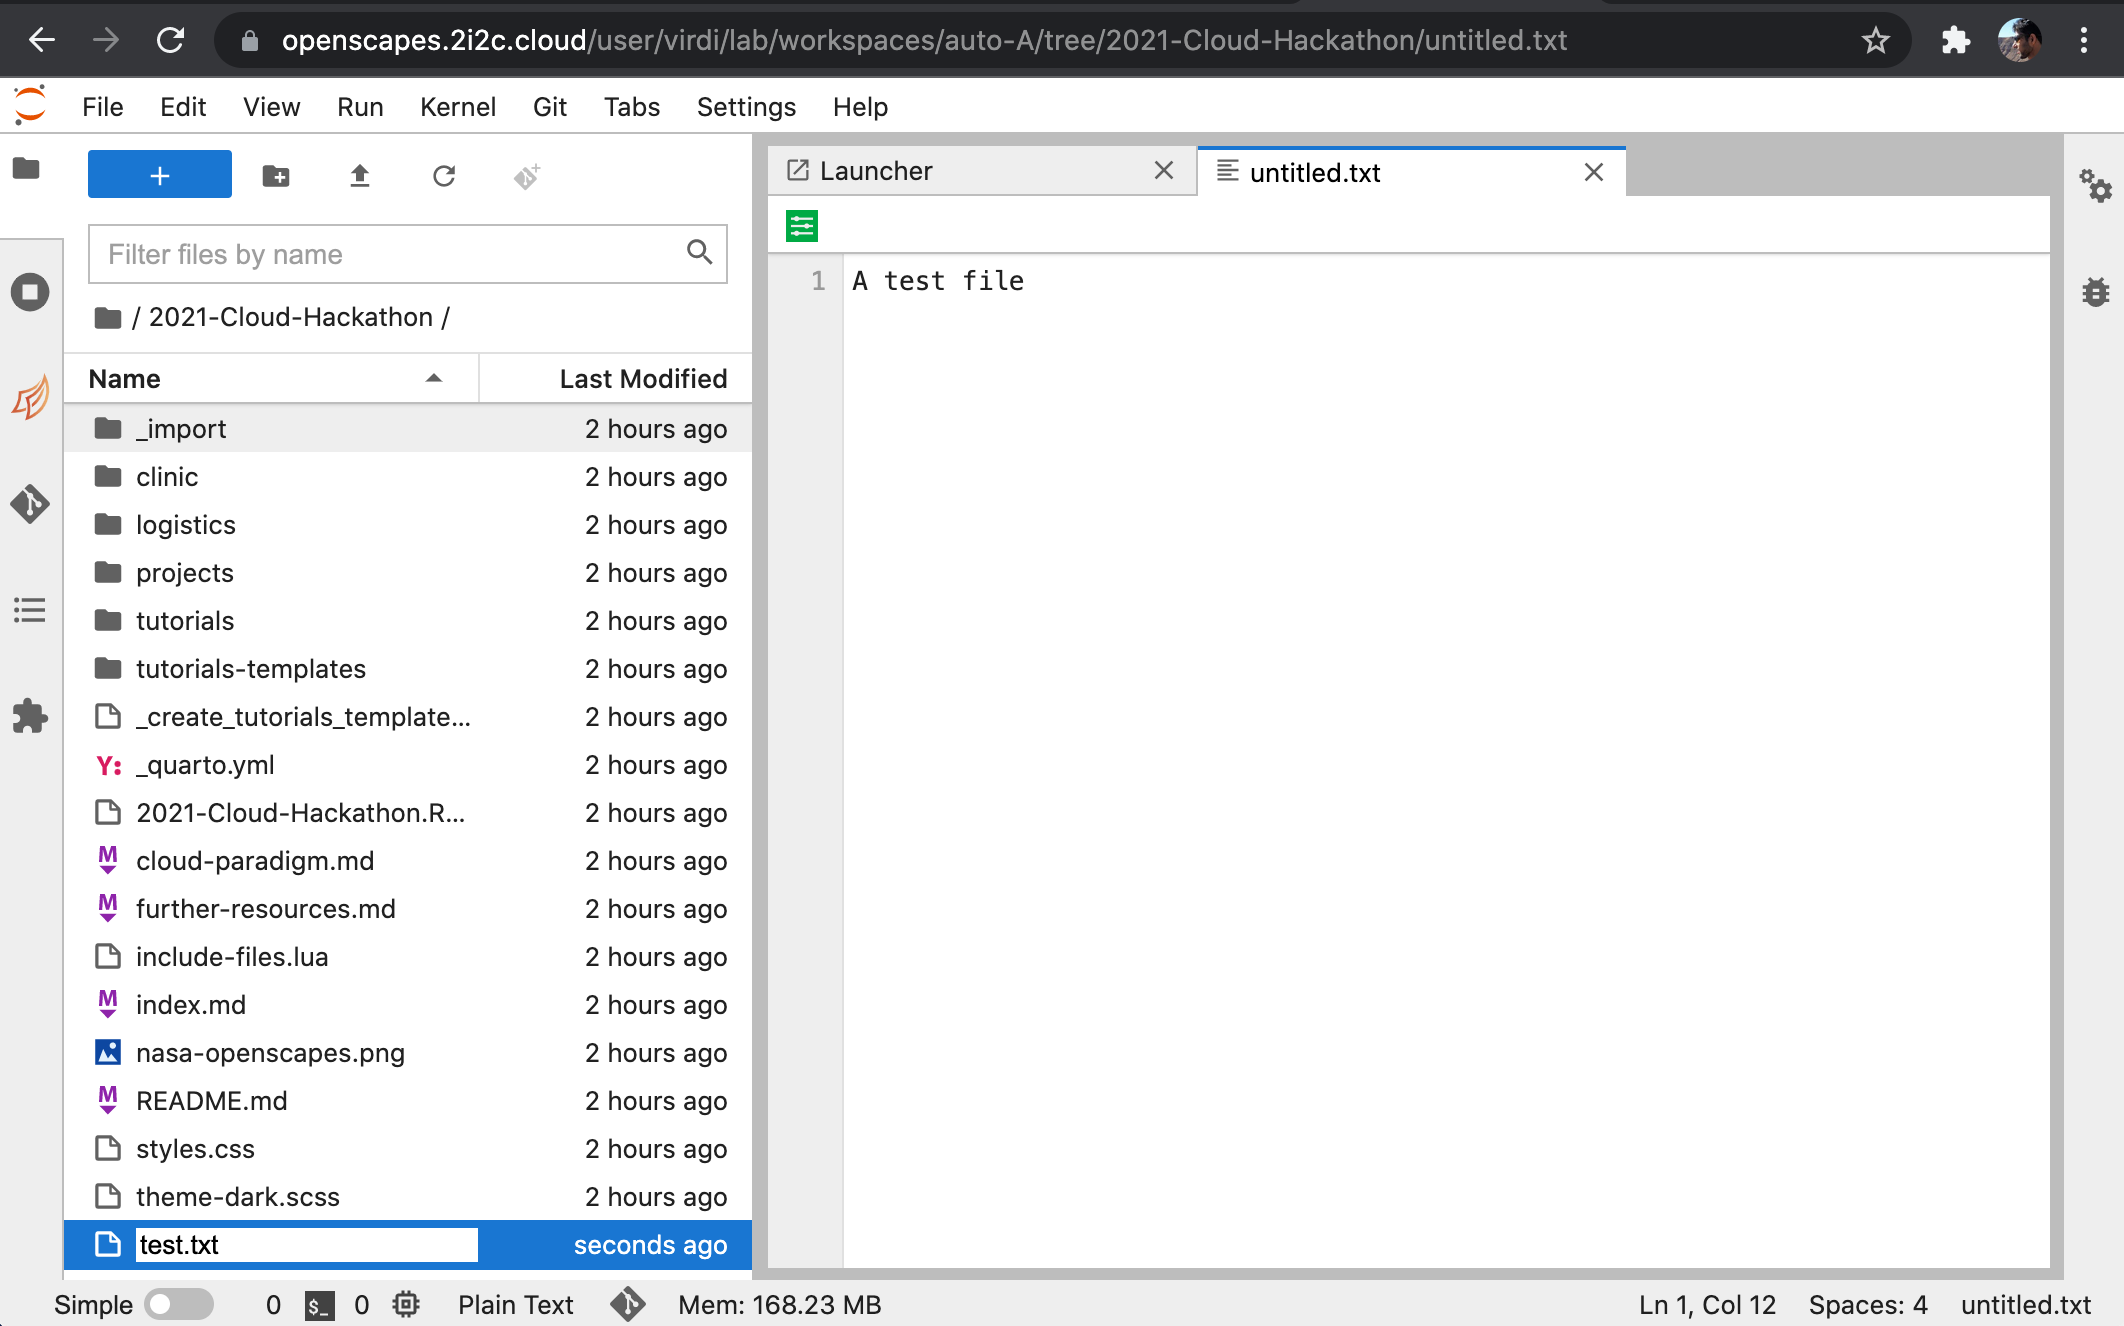 openscapes.2i2c.cloud/user/virdi/lab/workspaces/auto-A/tree/2021-Cloud-Hackathon/untitled.txt
File Edit View Run Kernel Git Tabs Settings Help
+
Filter files by name
/ 2021-Cloud-Hackathon /
Name Last Modified
_import 2 hours ago
clinic 2 hours ago
logistics 2 hours ago
projects 2 hours ago
tutorials 2 hours ago
tutorials-templates 2 hours ago
_create_tutorials_template... 2 hours ago
Y: _quarto.yml 2 hours ago
2021-Cloud-Hackathon.R... 2 hours ago
M cloud-paradigm.md 2 hours ago
M further-resources.md 2 hours ago
include-files.lua 2 hours ago
M index.md 2 hours ago
nasa-openscapes.png 2 hours ago
M README.md 2 hours ago
styles.css 2 hours ago
theme-dark.scss 2 hours ago
test.txt seconds ago
Launcher
untitled.txt
1 A test file
Simple 0 $_ 0 Plain Text Mem: 168.23 MB Ln 1, Col 12 Spaces: 4 untitled.txt